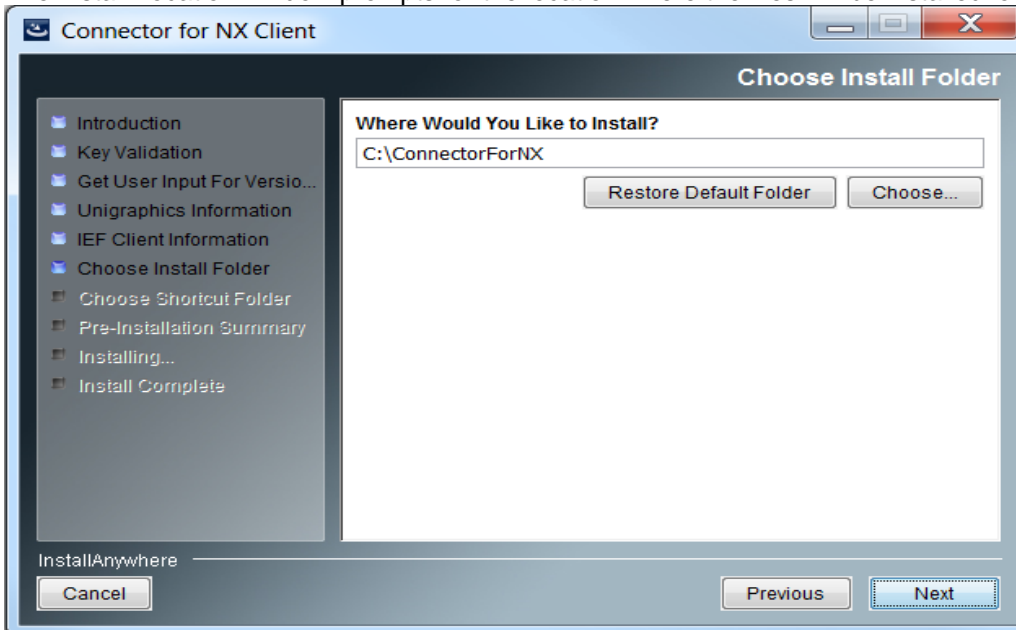 Connector for NX Client
Choose Install Folder
Introduction
Key Validation
Get User Input For Versio...
Unigraphics Information
IEF Client Information
Choose Install Folder
Choose Shortcut Folder
Pre-Installation Summary
Installing...
Install Complete
Where Would You Like to Install?
C:\ConnectorForNX
Restore Default Folder
Choose...
InstallAnywhere
Cancel
Previous
Next